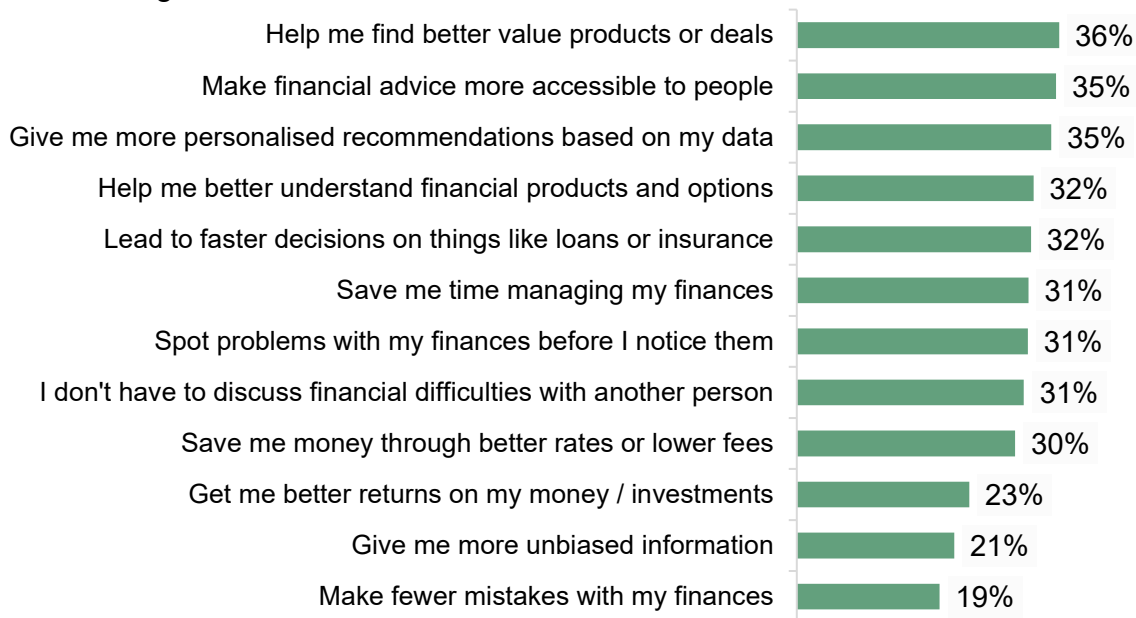 Help me find better value products or deals 36%
Make financial advice more accessible to people 35%
Give me more personalised recommendations based on my data 35%
Help me better understand financial products and options 32%
Lead to faster decisions on things like loans or insurance 32%
Save me time managing my finances 31%
Spot problems with my finances before I notice them 31%
I don't have to discuss financial difficulties with another person 31%
Save me money through better rates or lower fees 30%
Get me better returns on my money / investments 23%
Give me more unbiased information 21%
Make fewer mistakes with my finances 19%